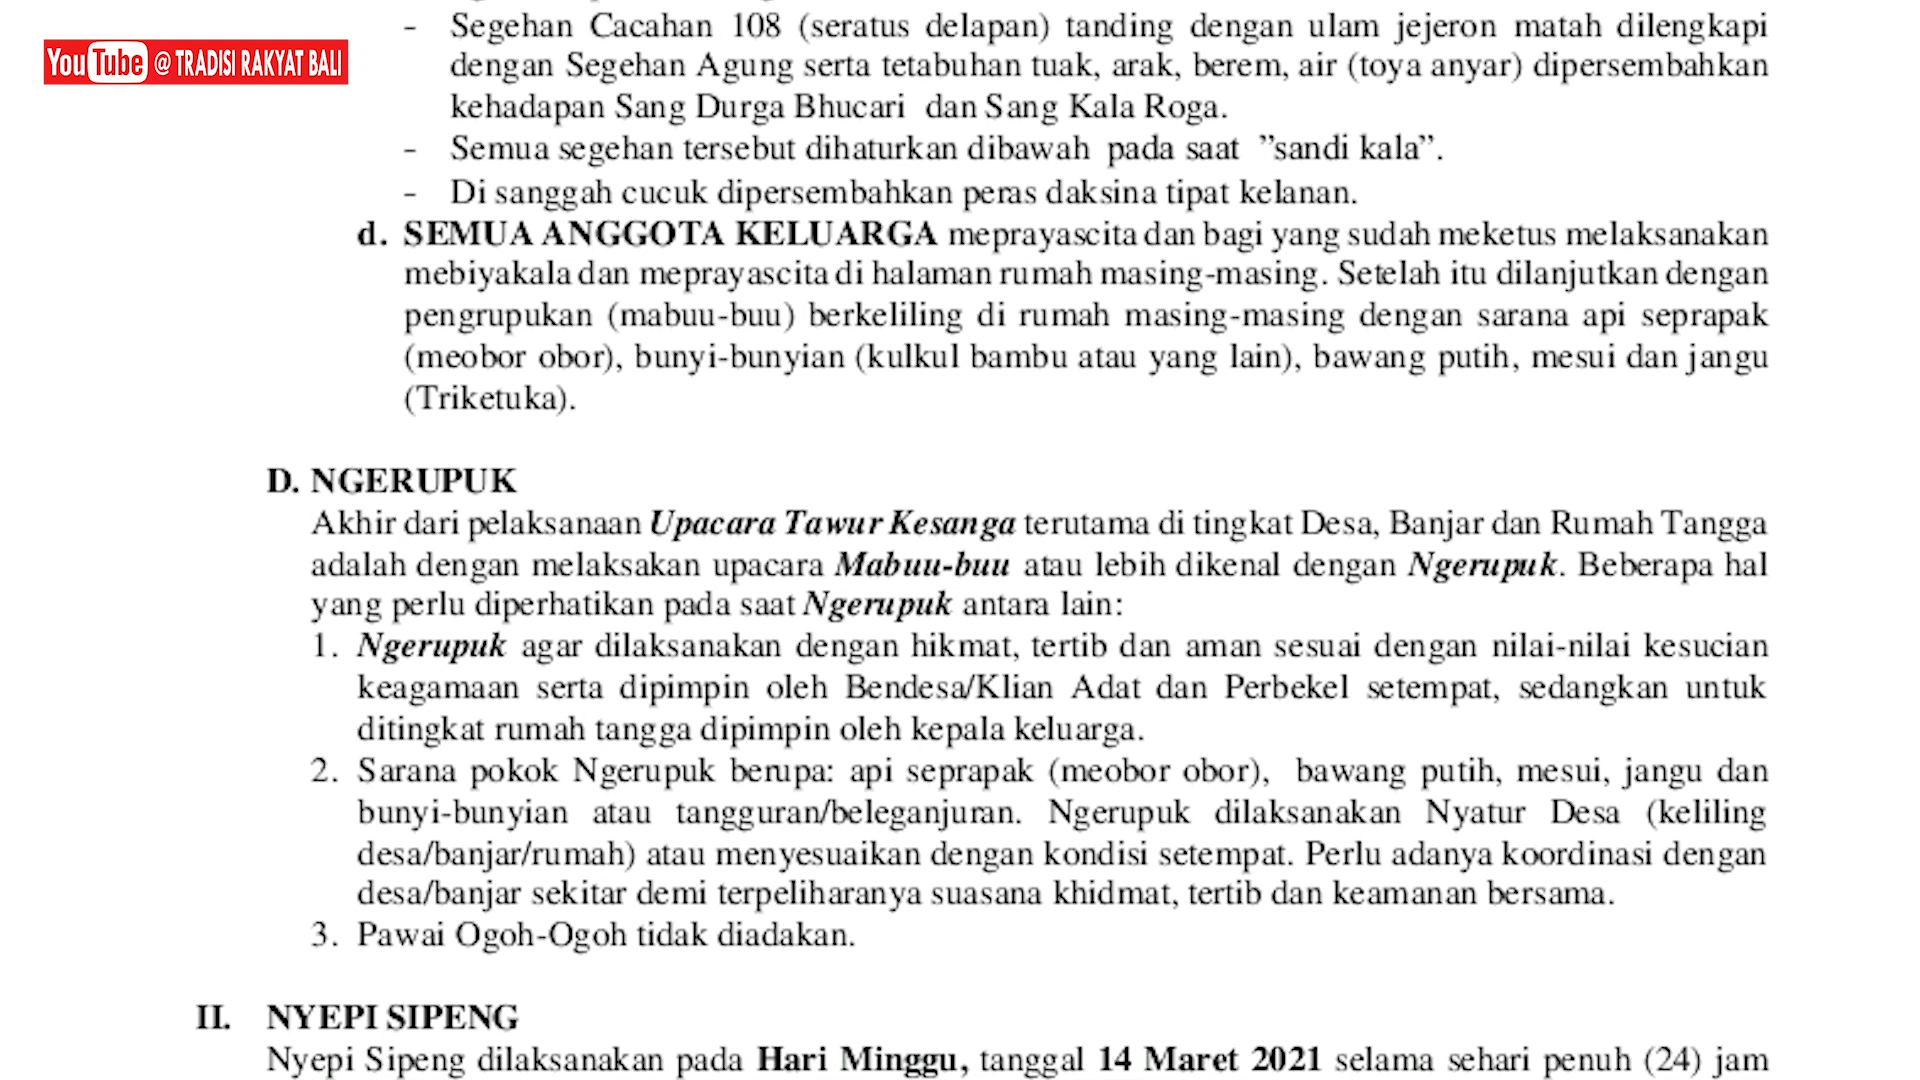 YouTube @ TRADISI RAKYAT BALI
- Segehan Cacahan 108 (seratus delapan) tanding dengan ulam jejeron matah dilengkapi
dengan Segehan Agung serta tetabuhan tuak, arak, berem, air (toya anyar) dipersembahkan
kehadapan Sang Durga Bhucari dan Sang Kala Roga.
- Semua segehan tersebut dihaturkan dibawah pada saat ”sandi kala”.
- Di sanggah cucuk dipersembahkan peras daksina tipat kelanan.
d. SEMUA ANGGOTA KELUARGA meprayascita dan bagi yang sudah meketus melaksanakan
mebiyakala dan meprayascita di halaman rumah masing-masing. Setelah itu dilanjutkan dengan
pengrupukan (mabuu-buu) berkeliling di rumah masing-masing dengan sarana api seprapak
(meobor obor), bunyi-bunyian (kulkul bambu atau yang lain), bawang putih, mesui dan jangu
(Triketuka).
D. NGERUPUK
Akhir dari pelaksanaan Upacara Tawur Kesanga terutama di tingkat Desa, Banjar dan Rumah Tangga
adalah dengan melaksakan upacara Mabuu-buu atau lebih dikenal dengan Ngerupuk. Beberapa hal
yang perlu diperhatikan pada saat Ngerupuk antara lain:
1. Ngerupuk agar dilaksanakan dengan hikmat, tertib dan aman sesuai dengan nilai-nilai kesucian
keagamaan serta dipimpin oleh Bendesa/Klian Adat dan Perbekel setempat, sedangkan untuk
ditingkat rumah tangga dipimpin oleh kepala keluarga.
2. Sarana pokok Ngerupuk berupa: api seprapak (meobor obor), bawang putih, mesui, jangu dan
bunyi-bunyian atau tangguran/beleganjuran. Ngerupuk dilaksanakan Nyatur Desa (keliling
desa/banjar/rumah) atau menyesuaikan dengan kondisi setempat. Perlu adanya koordinasi dengan
desa/banjar sekitar demi terpeliharanya suasana khidmat, tertib dan keamanan bersama.
3. Pawai Ogoh-Ogoh tidak diadakan.
II. NYEPI SIPENG
Nyepi Sipeng dilaksanakan pada Hari Minggu, tanggal 14 Maret 2021 selama sehari penuh (24) jam